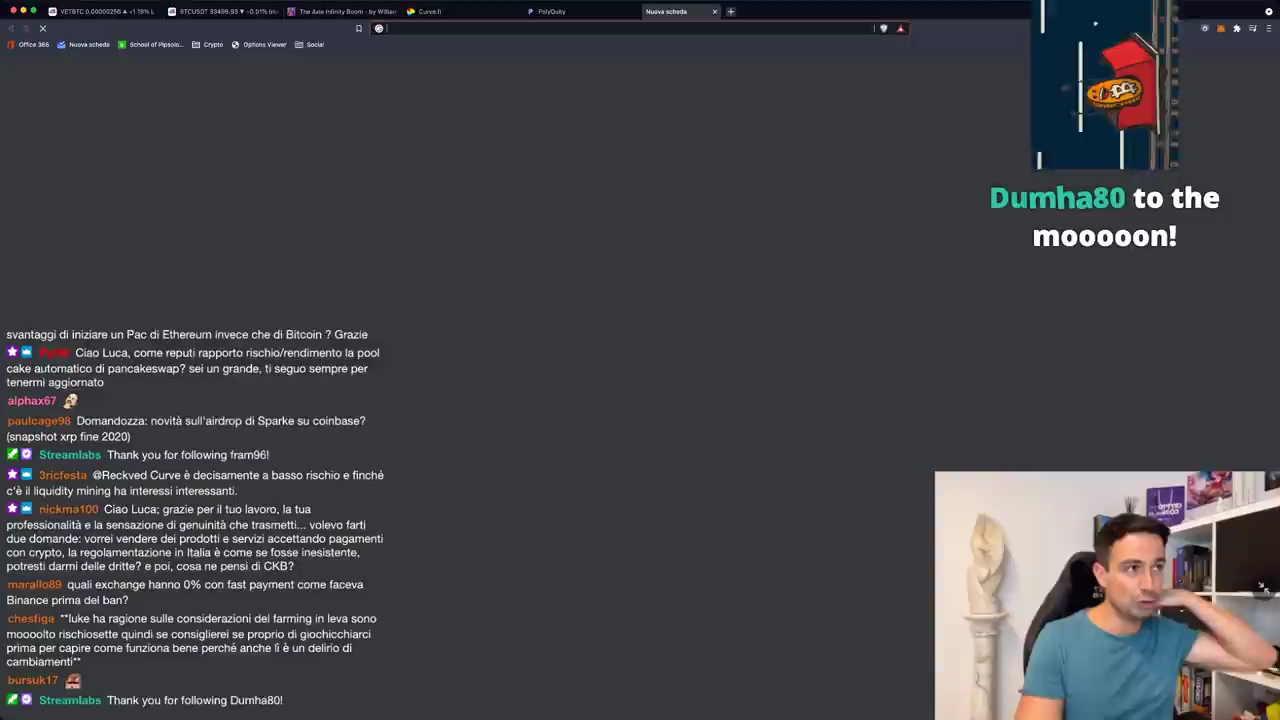 VETBTC 0.00000256 ▲ +1.19% L
BTCUSDT 33499.93 ▼ −0.01%
The Axie Infinity Boom - by William
Curve.fi
PolyQuity
Nuova scheda
Office 365
Nuova scheda
School of Pipsolo...
Crypto
Options Viewer
Social
Dumha80 to the
mooooon!
svantaggi di iniziare un Pac di Ethereum invece che di Bitcoin ? Grazie
Ciao Luca, come reputi rapporto rischio/rendimento la pool
cake automatico di pancakeswap? sei un grande, ti seguo sempre per
tenermi aggiornato
alphax67
paulcage98 Domandozza: novità sull'airdrop di Sparke su coinbase?
(snapshot xrp fine 2020)
Streamlabs Thank you for following fram96!
3ricfesta @Reckved Curve è decisamente a basso rischio e finché
c'è il liquidity mining ha interessi interessanti.
nickma100 Ciao Luca; grazie per il tuo lavoro, la tua
professionalità e la sensazione di genuinità che trasmetti... volevo farti
due domande: vorrei vendere dei prodotti e servizi accettando pagamenti
con crypto, la regolamentazione in Italia è come se fosse inesistente,
potresti darmi delle dritte? e poi, cosa ne pensi di CKB?
marallo89 quali exchange hanno 0% con fast payment come faceva
Binance prima del ban?
chesfiga **luke ha ragione sulle considerazioni del farming in leva sono
moooolto rischiosette quindi se consiglierei se proprio di giochicchiarci
prima per capire come funziona bene perché anche lì è un delirio di
cambiamenti**
bursuk17
Streamlabs Thank you for following Dumha80!